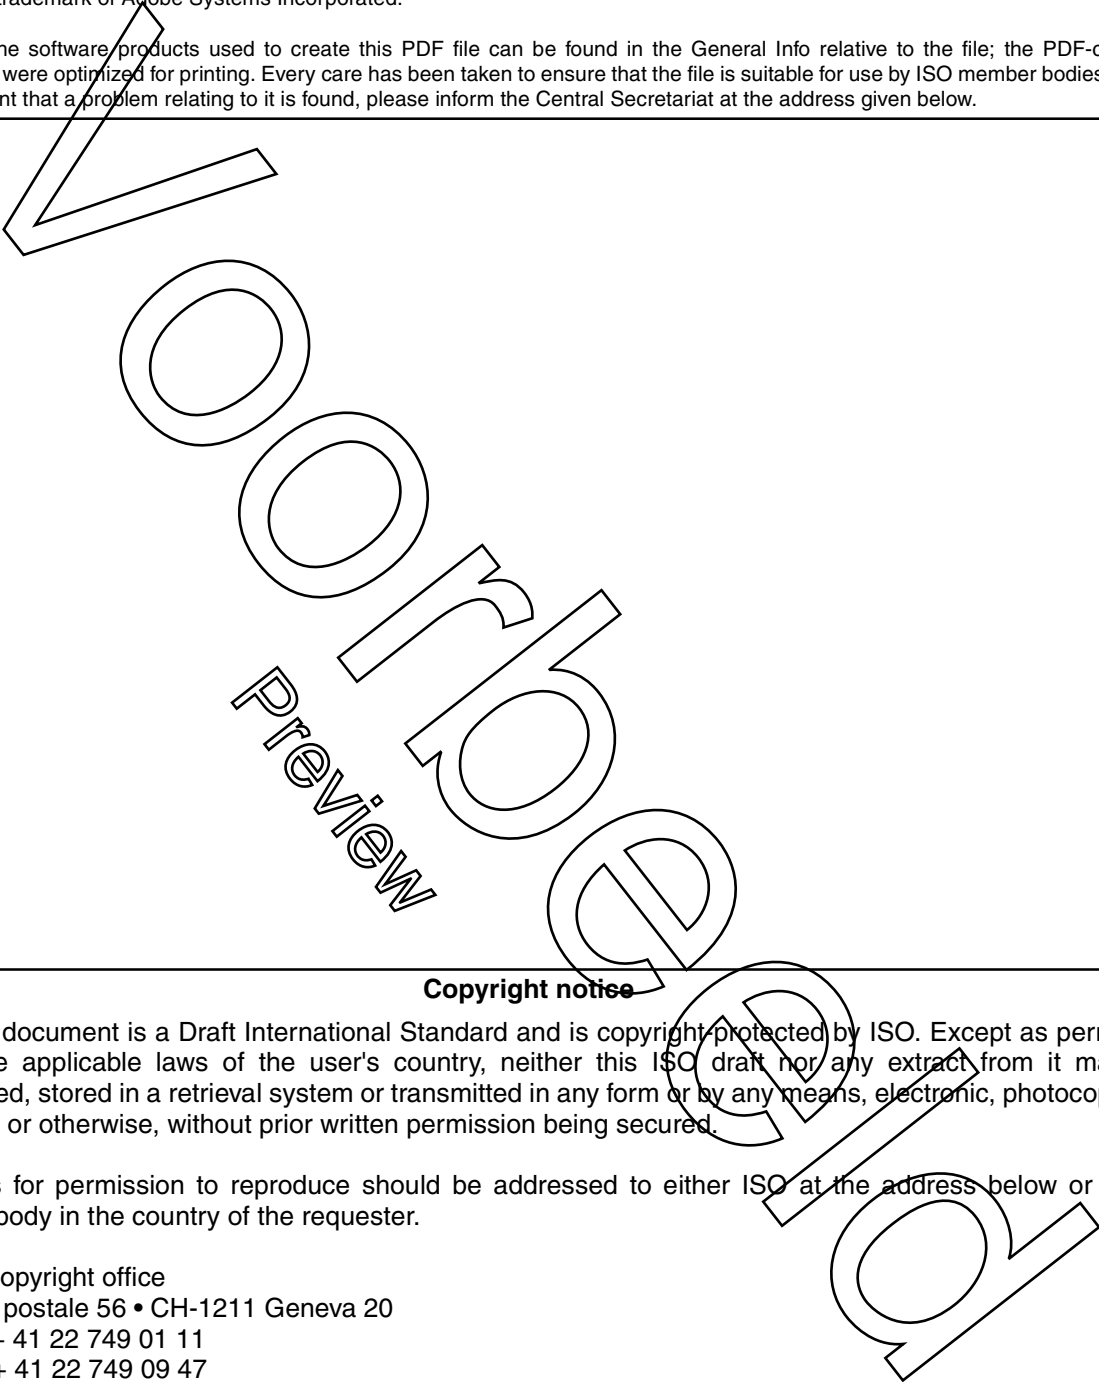 trademark of Adobe Systems Incorporated.
he software products used to create this PDF file can be found in the General Info relative to the file; the PDF-c
were optimized for printing. Every care has been taken to ensure that the file is suitable for use by ISO member bodies
nt that a problem relating to it is found, please inform the Central Secretariat at the address given below.
Voorbeeld
Preview
Copyright notice
document is a Draft International Standard and is copyright-protected by ISO. Except as perm
e applicable laws of the user's country, neither this ISO draft nor any extract from it ma
ed, stored in a retrieval system or transmitted in any form or by any means, electronic, photocop
or otherwise, without prior written permission being secured.
s for permission to reproduce should be addressed to either ISO at the address below or
body in the country of the requester.
opyright office
postale 56 • CH-1211 Geneva 20
+ 41 22 749 01 11
+ 41 22 749 09 47